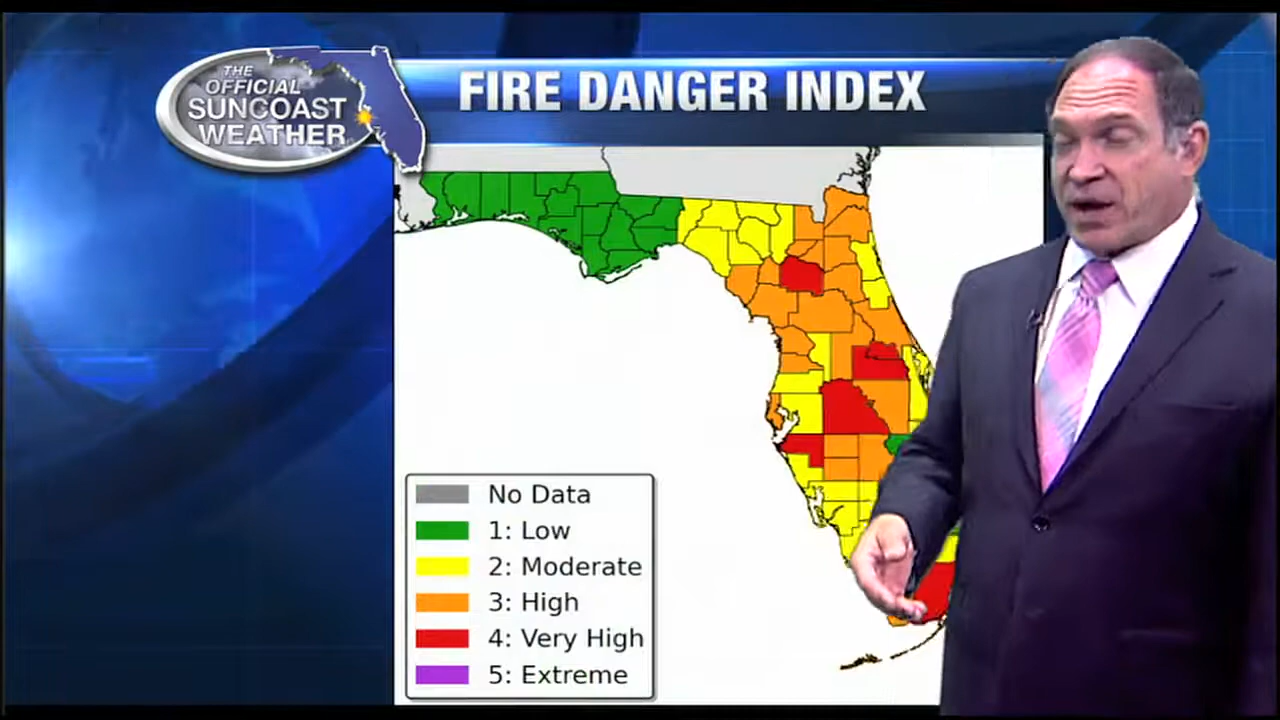 THE
OFFICIAL
SUNCOAST
WEATHER
FIRE DANGER INDEX
No Data
1: Low
2: Moderate
3: High
4: Very High
5: Extreme